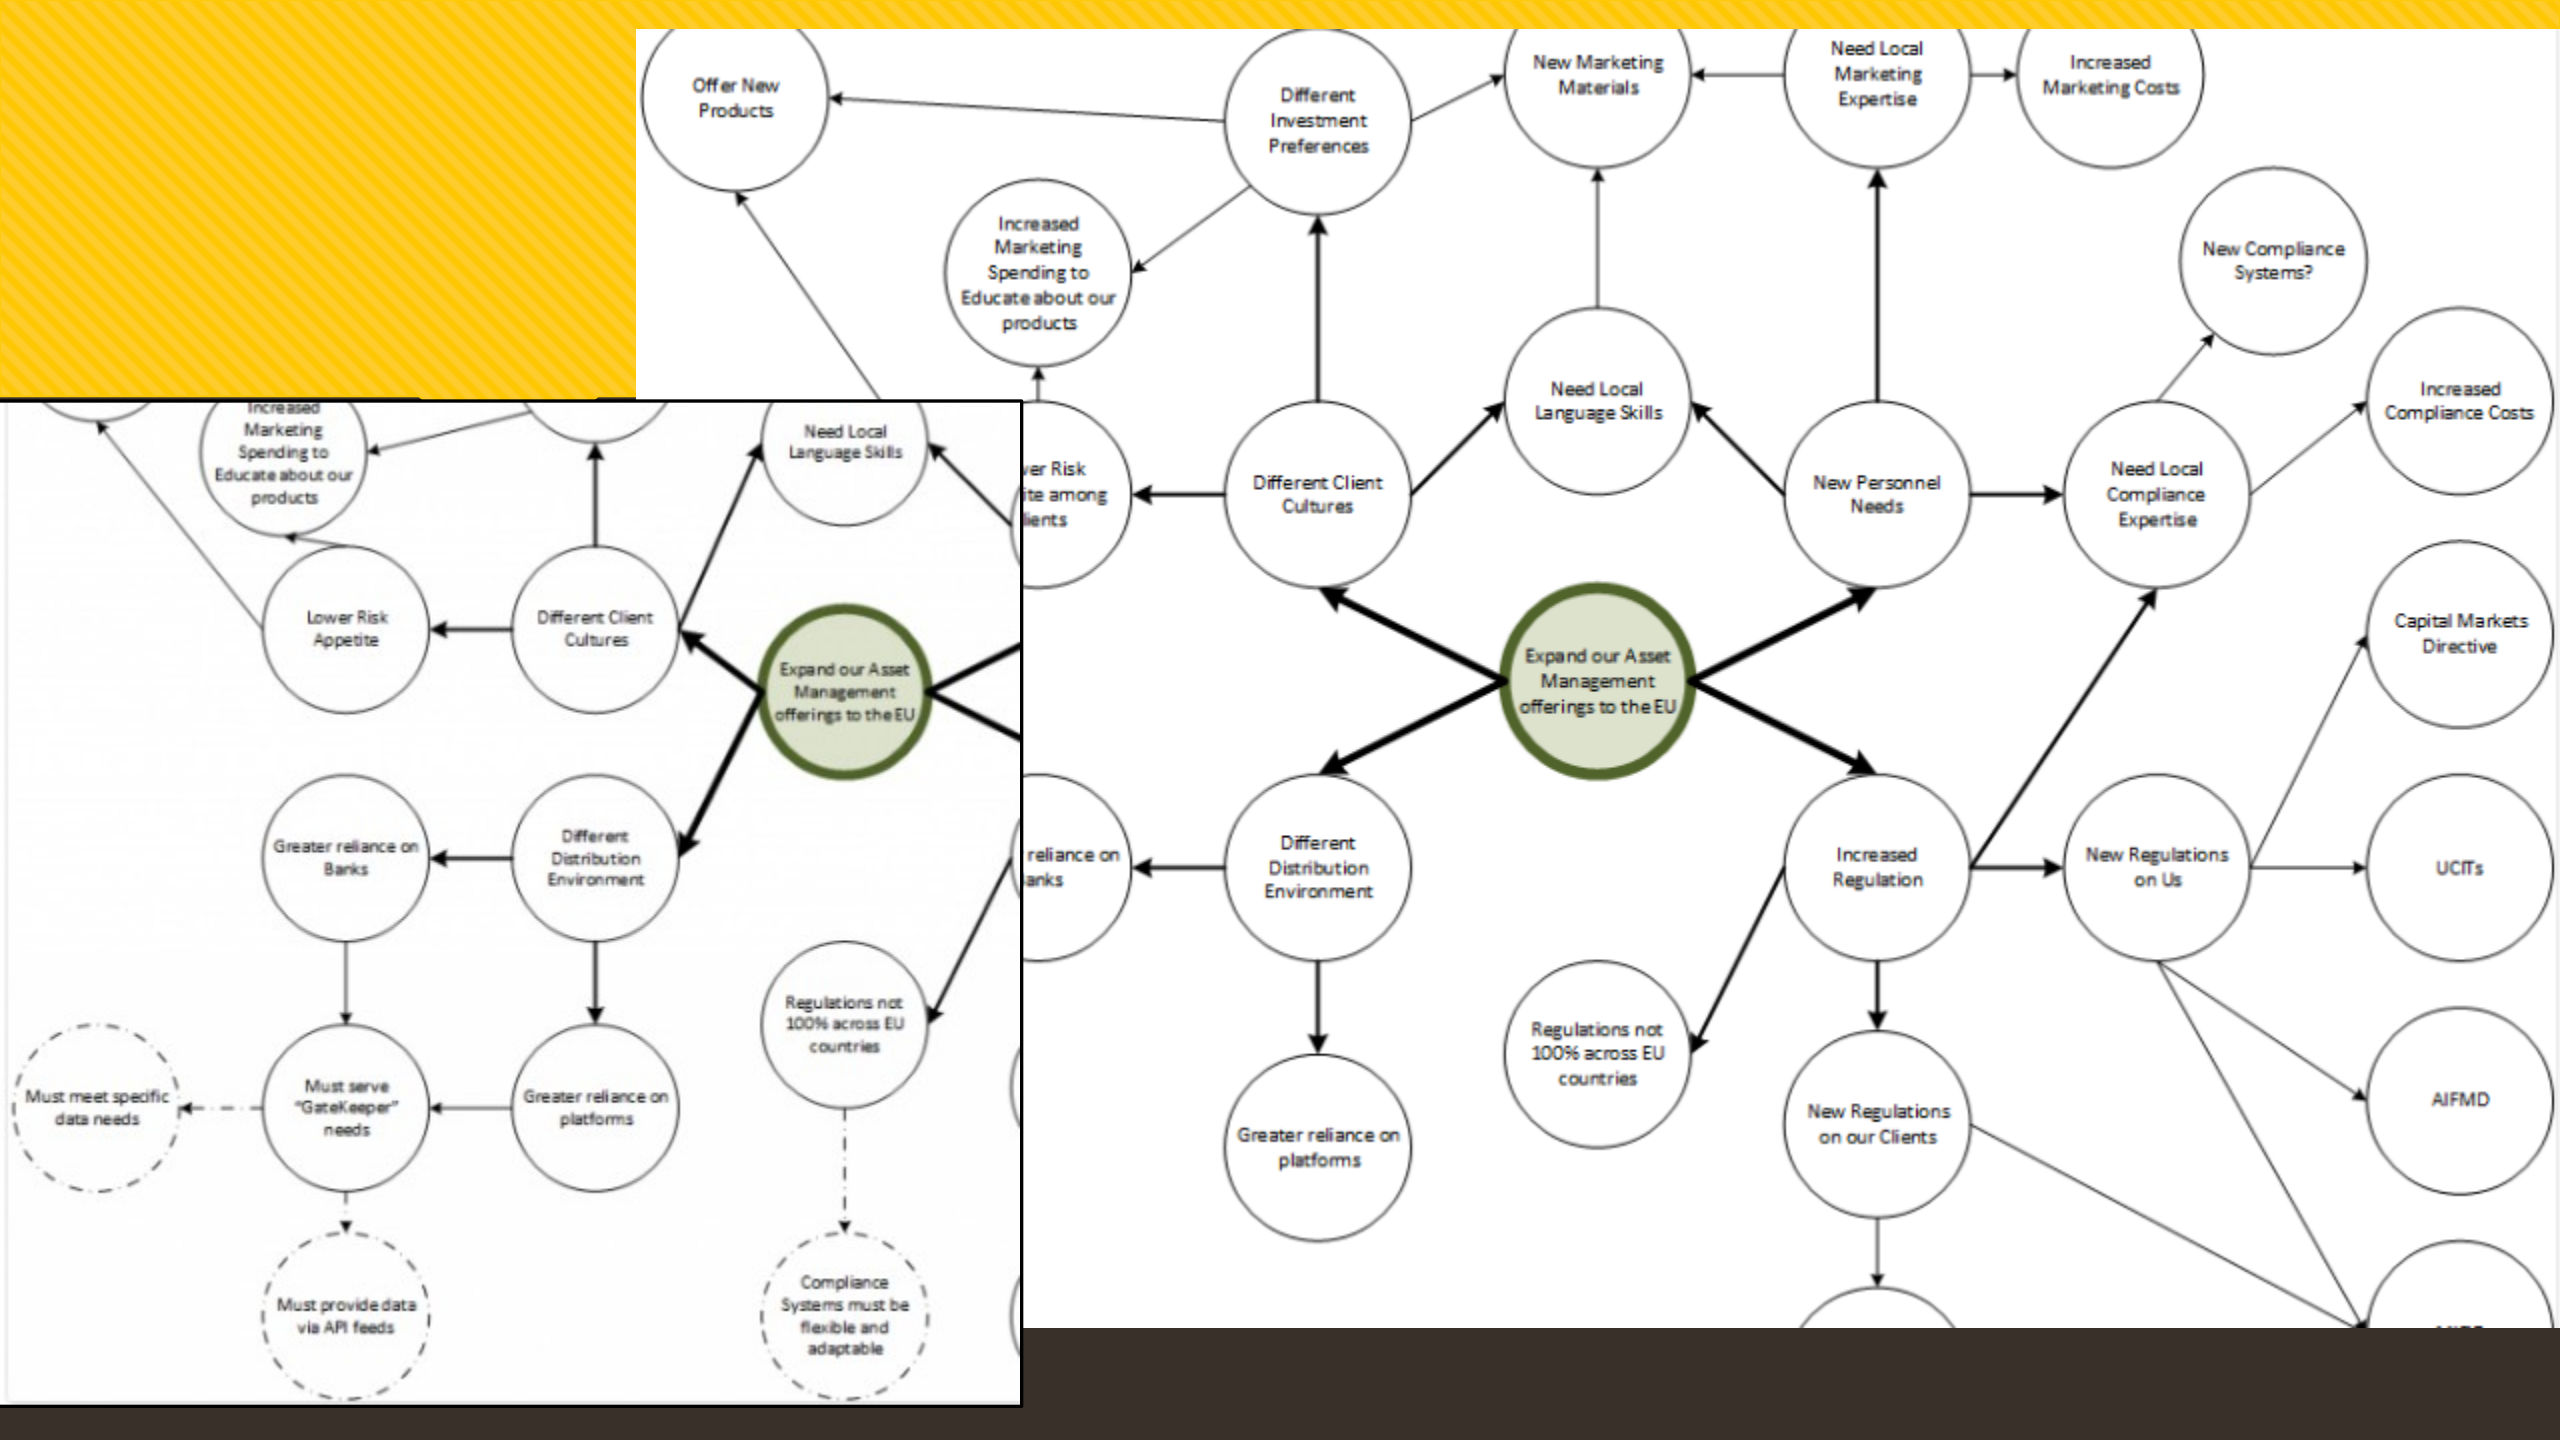 Offer New
Products
Different
Investment
Preferences
New Marketing
Materials
Need Local
Marketing
Expertise
Increased
Marketing Costs
Increased
Marketing
Spending to
Educate about our
products
New Compliance
Systems?
Need Local
Language Skills
Increased
Compliance Costs
Risk
among
Different Client
Cultures
New Personnel
Needs
Need Local
Compliance
Expertise
Expand our Asset
Management
offerings to the EU
Capital Markets
Directive
reliance on
Different
Distribution
Environment
Increased
Regulation
New Regulations
on Us
UCITs
Regulations not
100% across EU
countries
Greater reliance on
platforms
New Regulations
on our Clients
AIFMD
Increased
Marketing
Spending to
Educate about our
products
Need Local
Language Skills
Lower Risk
Appetite
Different Client
Cultures
Expand our Asset
Management
offerings to the EU
Greater reliance on
Banks
Different
Distribution
Environment
Regulations not
100% across EU
countries
Must meet specific
data needs
Must serve
"GateKeeper"
needs
Greater reliance on
platforms
Must provide data
via API feeds
Compliance
Systems must be
flexible and
adaptable